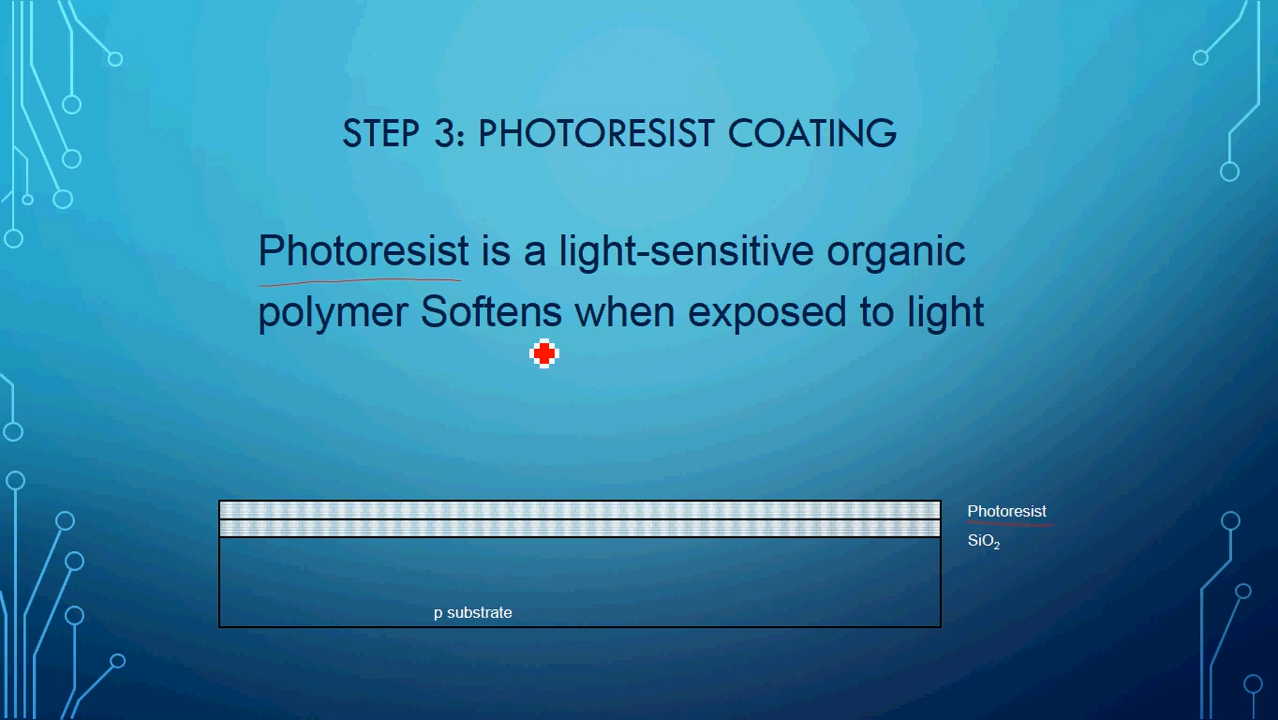 STEP 3: PHOTORESIST COATING
Photoresist is a light-sensitive organic
polymer Softens when exposed to light
Photoresist
SiO₂
p substrate